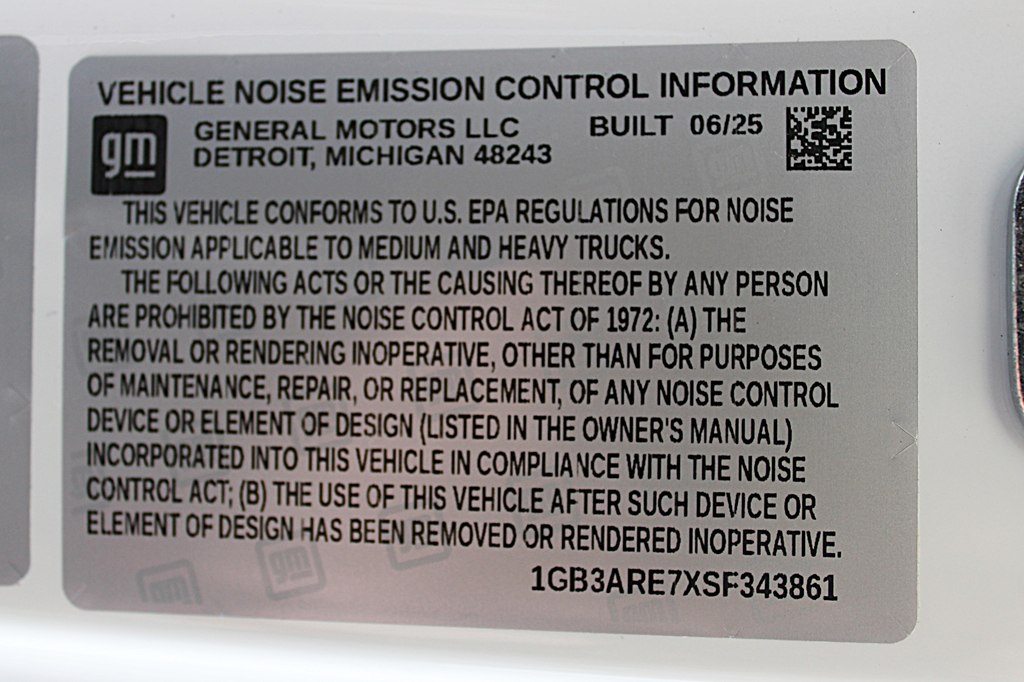 VEHICLE NOISE EMISSION CONTROL INFORMATION
gm
GENERAL MOTORS LLC BUILT 06/25
DETROIT, MICHIGAN 48243
THIS VEHICLE CONFORMS TO U.S. EPA REGULATIONS FOR NOISE
EMISSION APPLICABLE TO MEDIUM AND HEAVY TRUCKS.
THE FOLLOWING ACTS OR THE CAUSING THEREOF BY ANY PERSON
ARE PROHIBITED BY THE NOISE CONTROL ACT OF 1972: (A) THE
REMOVAL OR RENDERING INOPERATIVE, OTHER THAN FOR PURPOSES
OF MAINTENANCE, REPAIR, OR REPLACEMENT, OF ANY NOISE CONTROL
DEVICE OR ELEMENT OF DESIGN (LISTED IN THE OWNER'S MANUAL)
INCORPORATED INTO THIS VEHICLE IN COMPLIANCE WITH THE NOISE
CONTROL ACT; (B) THE USE OF THIS VEHICLE AFTER SUCH DEVICE OR
ELEMENT OF DESIGN HAS BEEN REMOVED OR RENDERED INOPERATIVE.
1GB3ARE7XSF343861